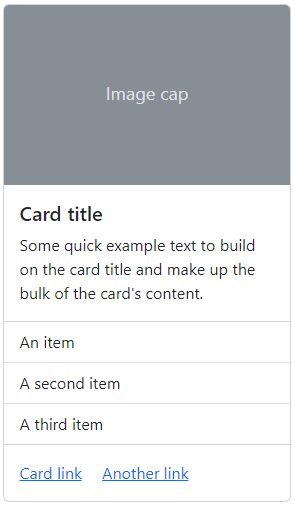 Image cap
Card title
Some quick example text to build
on the card title and make up the
bulk of the card's content.
An item
A second item
A third item
Card link Another link